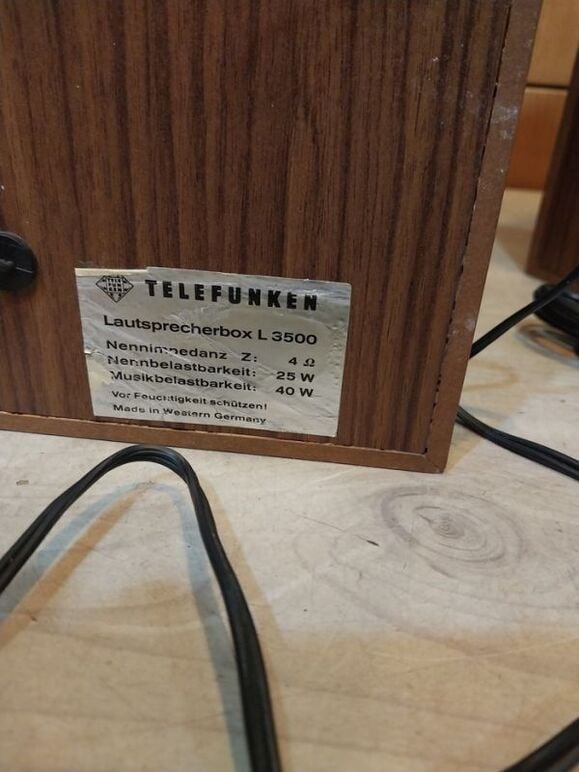 TELEFUNKEN
Lautsprecherbox L 3500
Nennimpedanz Z: 4 Ω
Nennbelastbarkeit: 25 W
Musikbelastbarkeit: 40 W
Vor Feuchtigkeit schützen!
Made in Western Germany